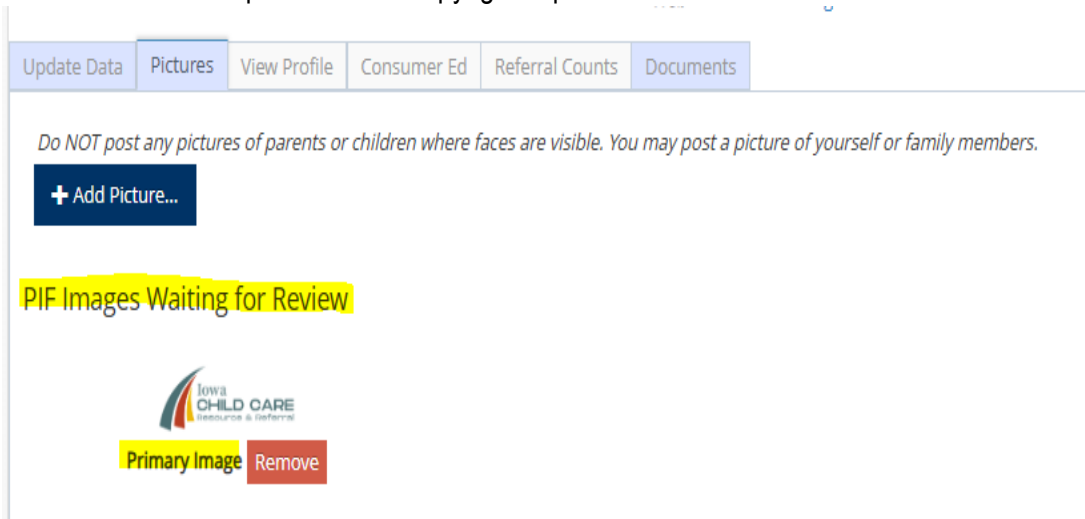 Update Data Pictures View Profile Consumer Ed Referral Counts Documents
Do NOT post any pictures of parents or children where faces are visible. You may post a picture of yourself or family members.
+ Add Picture...
PIF Images Waiting for Review
Iowa
CHILD CARE
Resource & Referral
Primary Image Remove